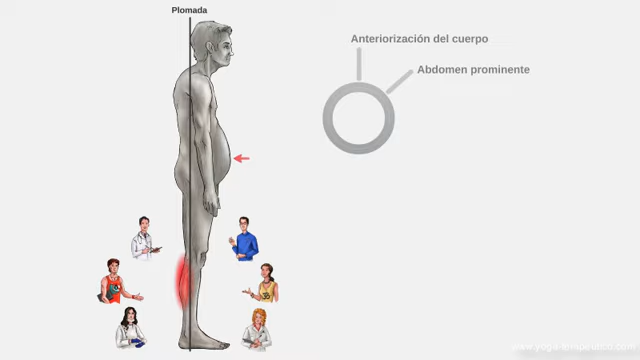 Plomada
Anteriorización del cuerpo
Abdomen prominente
www.yoga-terapeutico.com